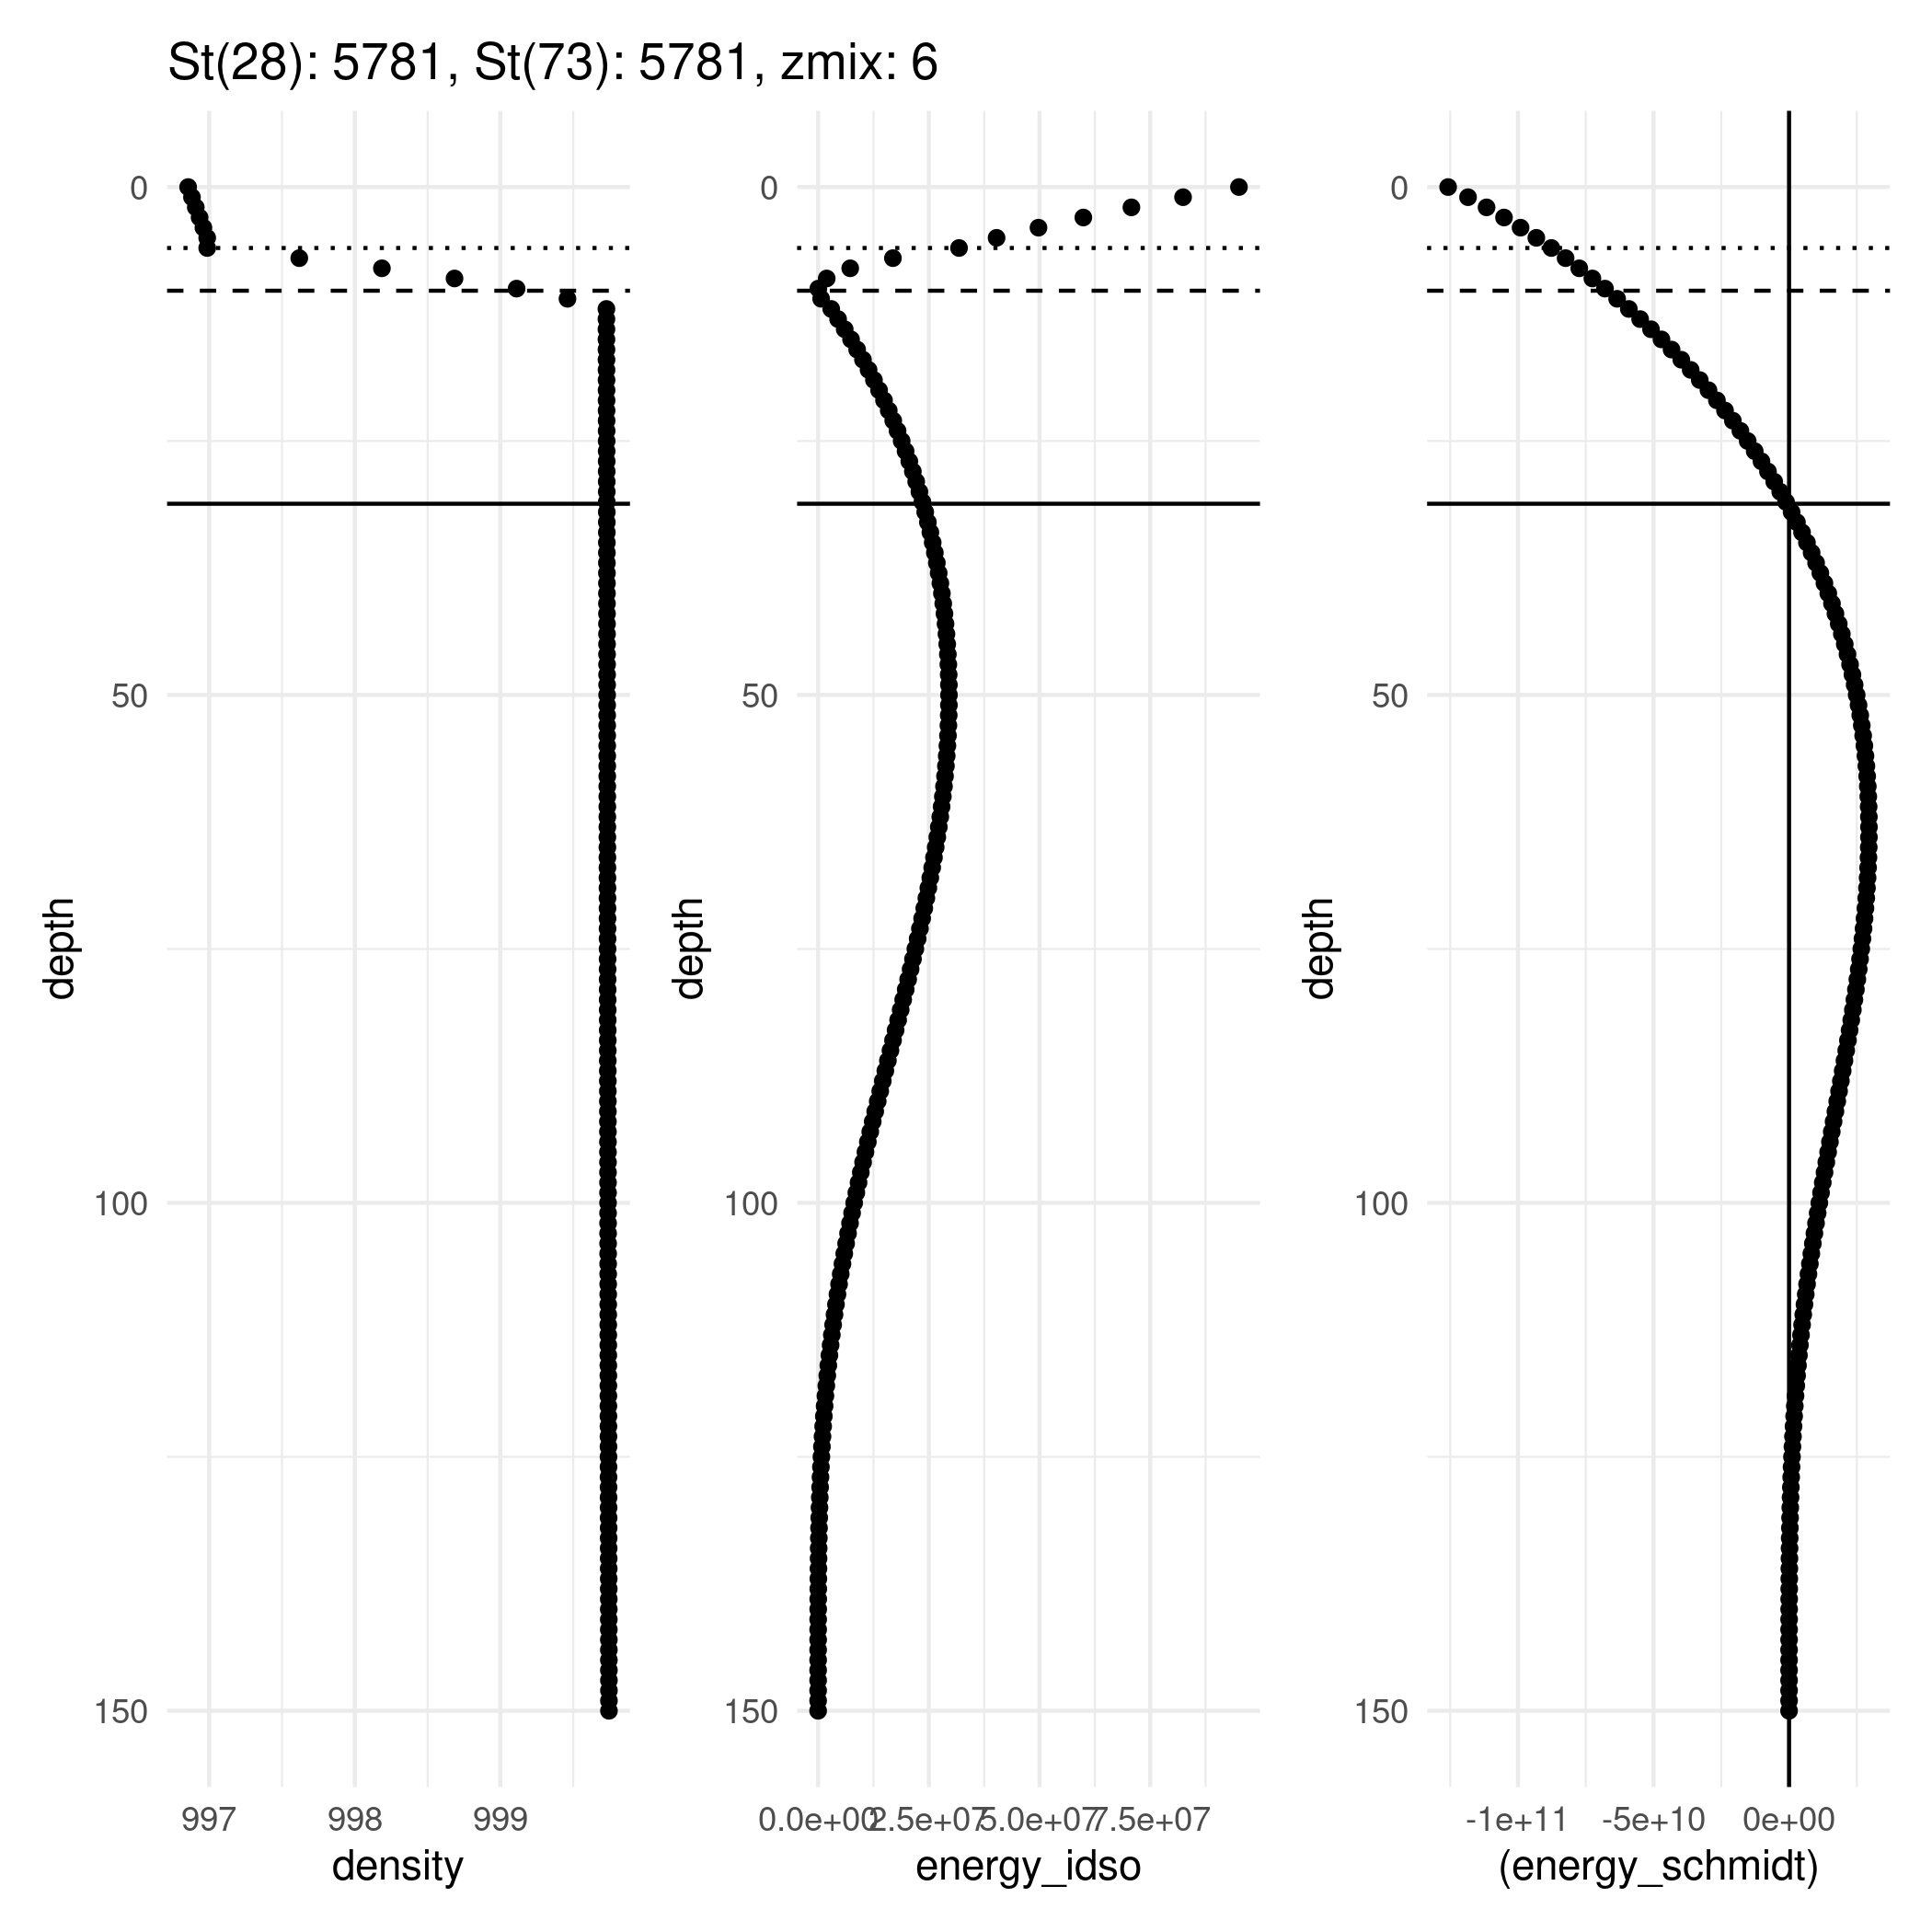 St(28): 5781, St(73): 5781, zmix: 6
0
50
100
150
depth
997
998
999
density
0
50
100
150
depth
0.0e+00
2.5e+07
5.0e+07
7.5e+07
energy_idso
0
50
100
150
depth
-1e+11
-5e+10
0e+00
(energy_schmidt)